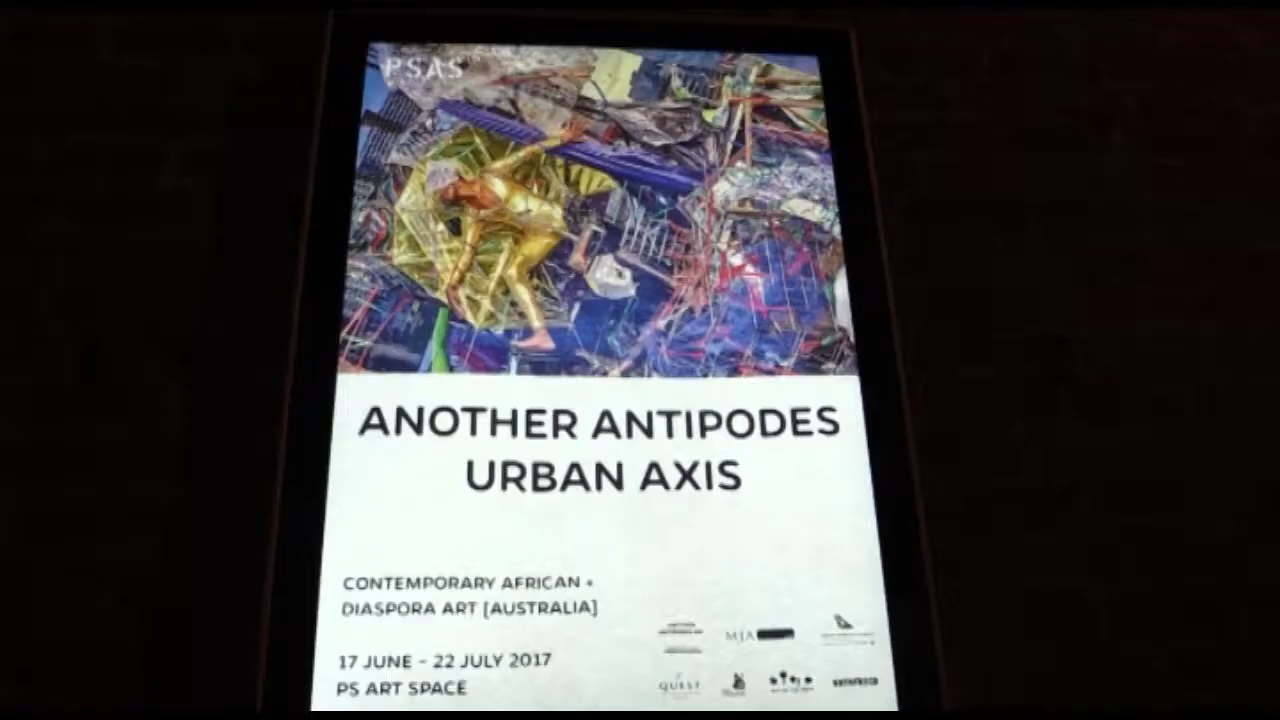 PSAS
ANOTHER ANTIPODES
URBAN AXIS
CONTEMPORARY AFRICAN +
DIASPORA ART [AUSTRALIA]
17 JUNE - 22 JULY 2017
PS ART SPACE
MJA
QUEST